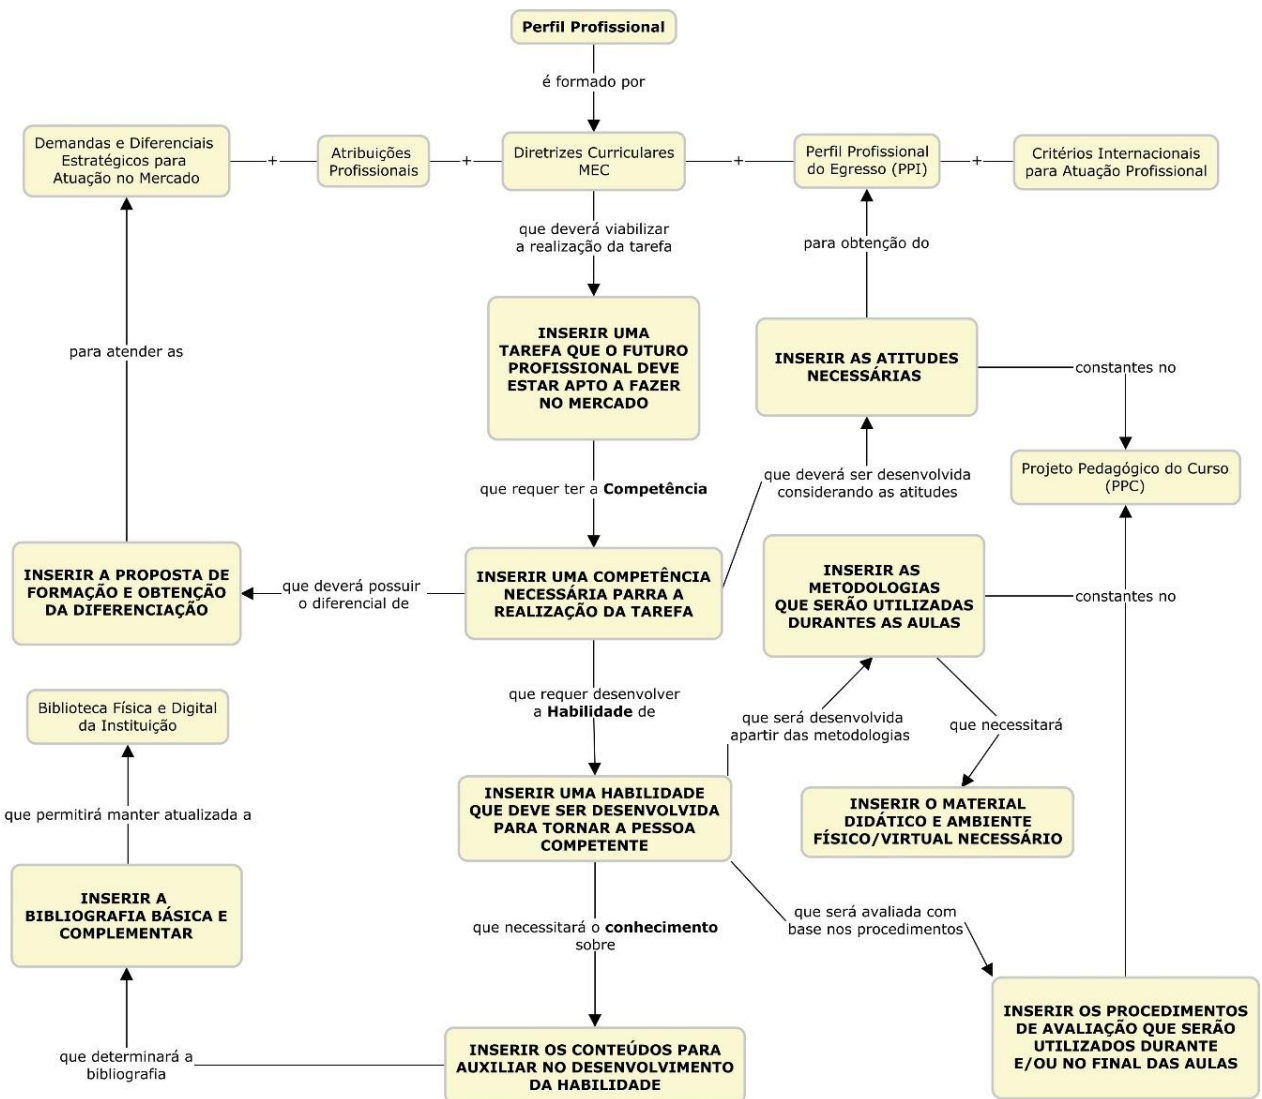 Perfil Profissional
é formado por
Demandas e Diferenciais
Estratégicos para
Atuação no Mercado
+
Atribuições
Profissionais
+
Diretrizes Curriculares
MEC
+
Perfil Profissional
do Egresso (PPI)
+
Critérios Internacionais
para Atuação Profissional
que deverá viabilizar
a realização da tarefa
para obtenção do
INSERIR UMA
TAREFA QUE O FUTURO
PROFISSIONAL DEVE
ESTAR APTO A FAZER
NO MERCADO
INSERIR AS ATITUDES
NECESSÁRIAS
constantes no
para atender as
Projeto Pedagógico do Curso
(PPC)
que requer ter a Competência
que deverá ser desenvolvida
considerando as atitudes
INSERIR A PROPOSTA DE
FORMAÇÃO E OBTENÇÃO
DA DIFERENCIAÇÃO
que deverá possuir
o diferencial de
INSERIR UMA COMPETÊNCIA
NECESSÁRIA PARRA A
REALIZAÇÃO DA TAREFA
INSERIR AS
METODOLOGIAS
QUE SERÃO UTILIZADAS
DURANTES AS AULAS
constantes no
que requer desenvolver
a Habilidade de
que será desenvolvida
apartir das metodologias
que necessitará
Biblioteca Física e Digital
da Instituição
que permitirá manter atualizada a
INSERIR UMA HABILIDADE
QUE DEVE SER DESENVOLVIDA
PARA TORNAR A PESSOA
COMPETENTE
INSERIR O MATERIAL
DIDÁTICO E AMBIENTE
FÍSICO/VIRTUAL NECESSÁRIO
INSERIR A
BIBLIOGRAFIA BÁSICA E
COMPLEMENTAR
que necessitará o conhecimento
sobre
que será avaliada com
base nos procedimentos
que determinará a
bibliografia
INSERIR OS CONTEÚDOS PARA
AUXILIAR NO DESENVOLVIMENTO
DA HABILIDADE
INSERIR OS PROCEDIMENTOS
DE AVALIAÇÃO QUE SERÃO
UTILIZADOS DURANTE
E/OU NO FINAL DAS AULAS